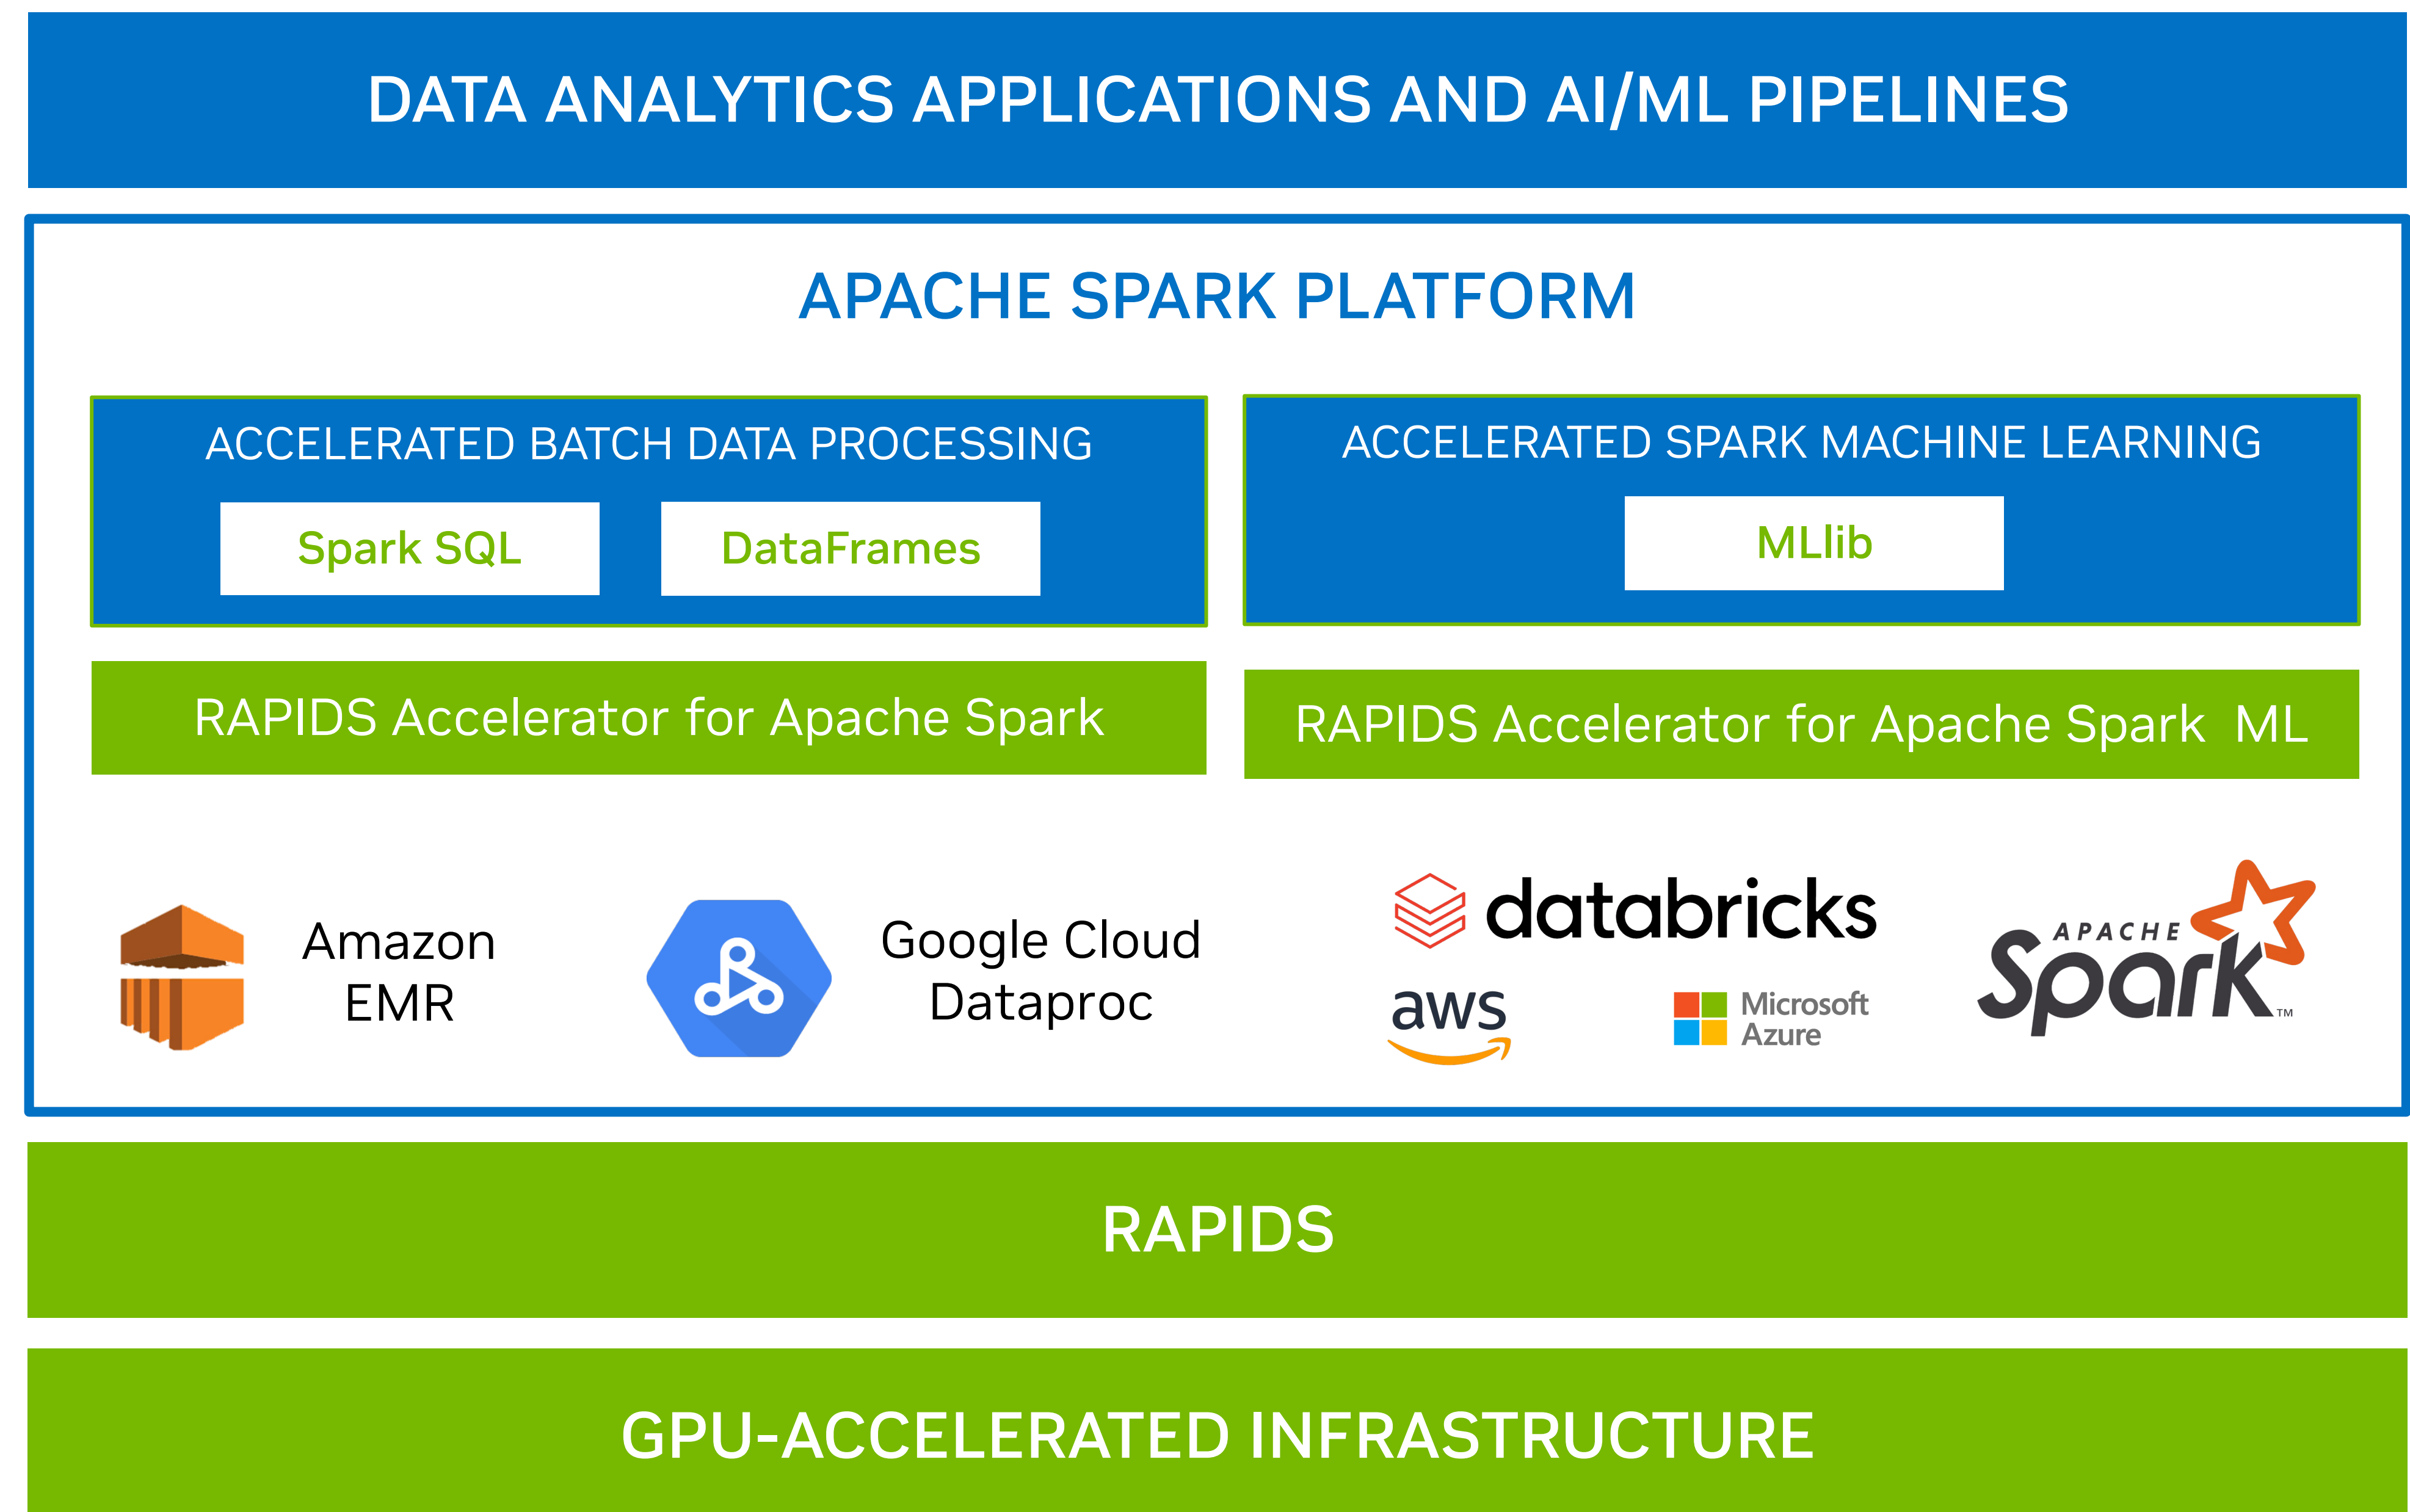 DATA ANALYTICS APPLICATIONS AND AI/ML PIPELINES
APACHE SPARK PLATFORM
ACCELERATED BATCH DATA PROCESSING
Spark SQL
DataFrames
ACCELERATED SPARK MACHINE LEARNING
MLlib
RAPIDS Accelerator for Apache Spark
RAPIDS Accelerator for Apache Spark ML
Amazon
EMR
Google Cloud
Dataproc
databricks
aws
Microsoft
Azure
APACHE
Spark™
RAPIDS
GPU-ACCELERATED INFRASTRUCTURE